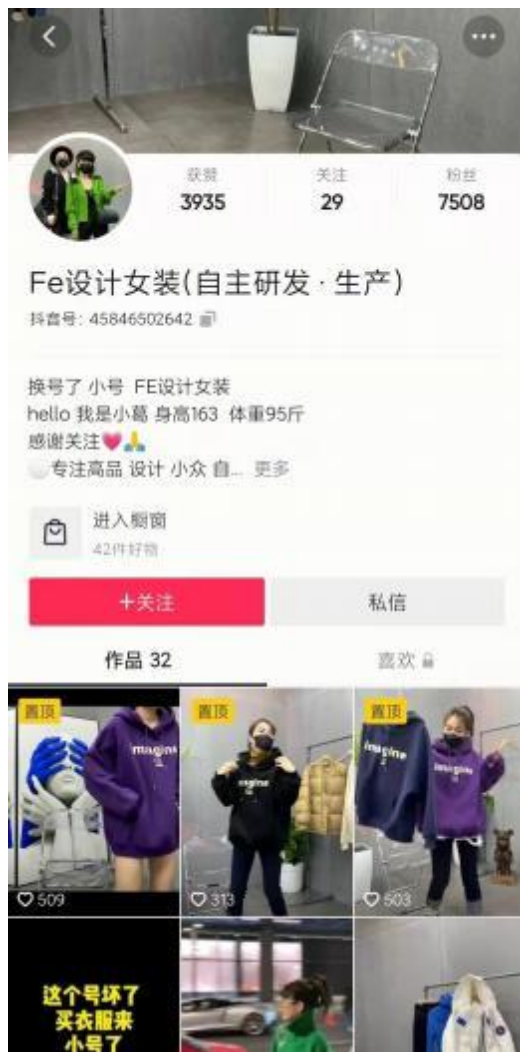 获赞 关注 粉丝
3935 29 7508
Fe设计女装(自主研发·生产)
抖音号: 45846502642
换号了 小号 FE设计女装
hello 我是小葛 身高163 体重95斤
感谢关注
专注高品 设计 小众 自... 更多
进入橱窗
42件好物
+关注 私信
作品 32 喜欢
置顶 置顶 置顶
imagine imagine imagine imagine
509 313 503
这个号坏了
买衣服来
小号了